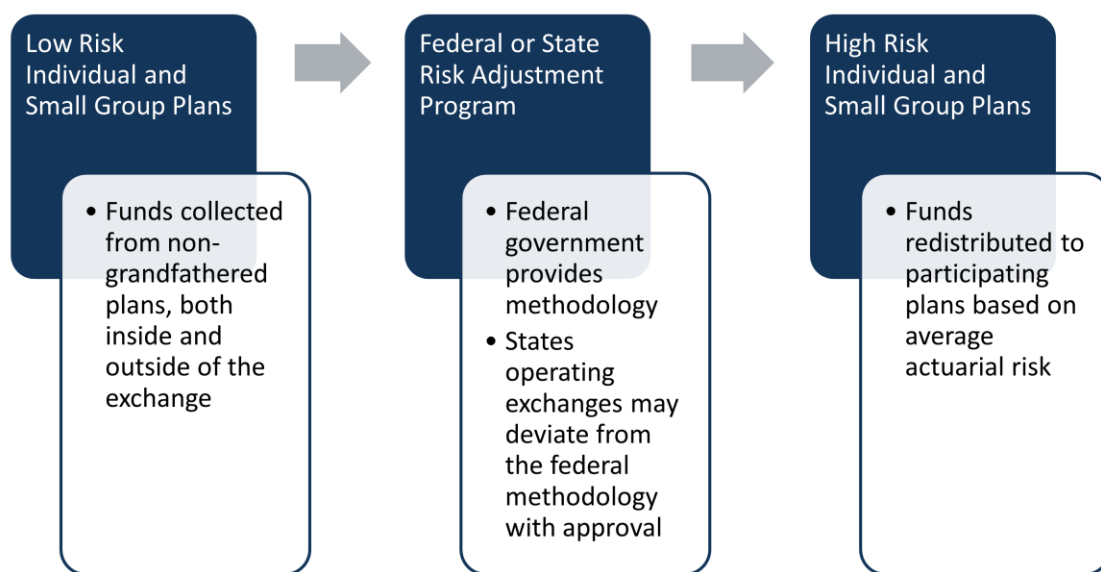 Low Risk
Individual and
Small Group Plans
• Funds collected
from non-
grandfathered
plans, both
inside and
outside of the
exchange
Federal or State
Risk Adjustment
Program
• Federal
government
provides
methodology
• States
operating
exchanges may
deviate from
the federal
methodology
with approval
High Risk
Individual and
Small Group Plans
• Funds
redistributed to
participating
plans based on
average
actuarial risk